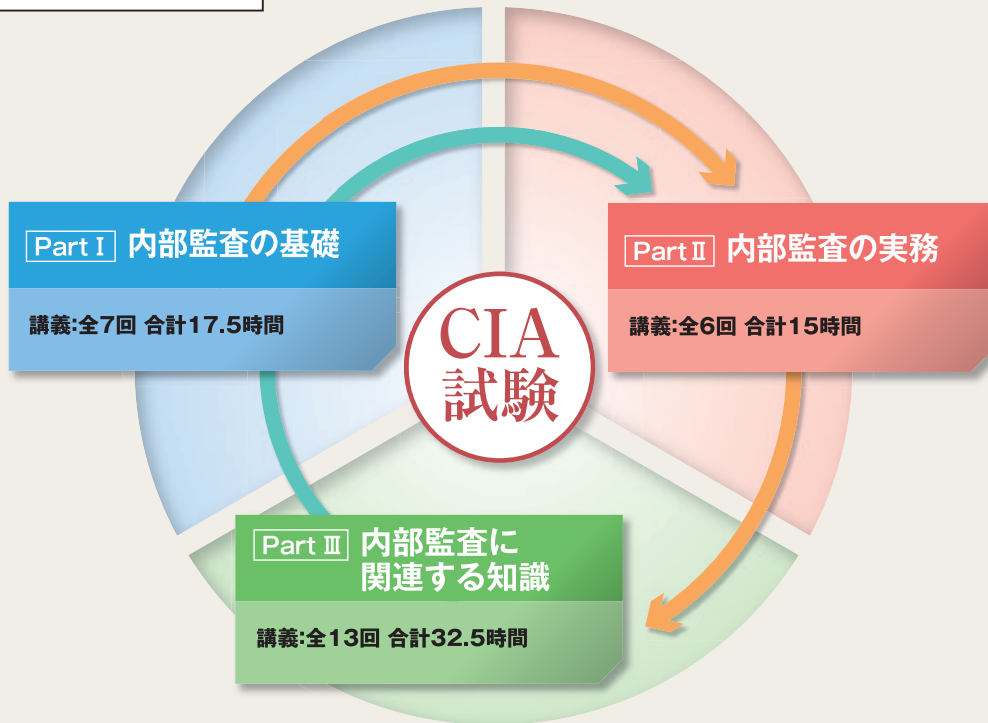 Part Ⅰ 内部監査の基礎
講義:全7回 合計17.5時間
Part Ⅱ 内部監査の実務
講義:全6回 合計15時間
CIA
試験
Part Ⅲ 内部監査に
関連する知識
講義:全13回 合計32.5時間